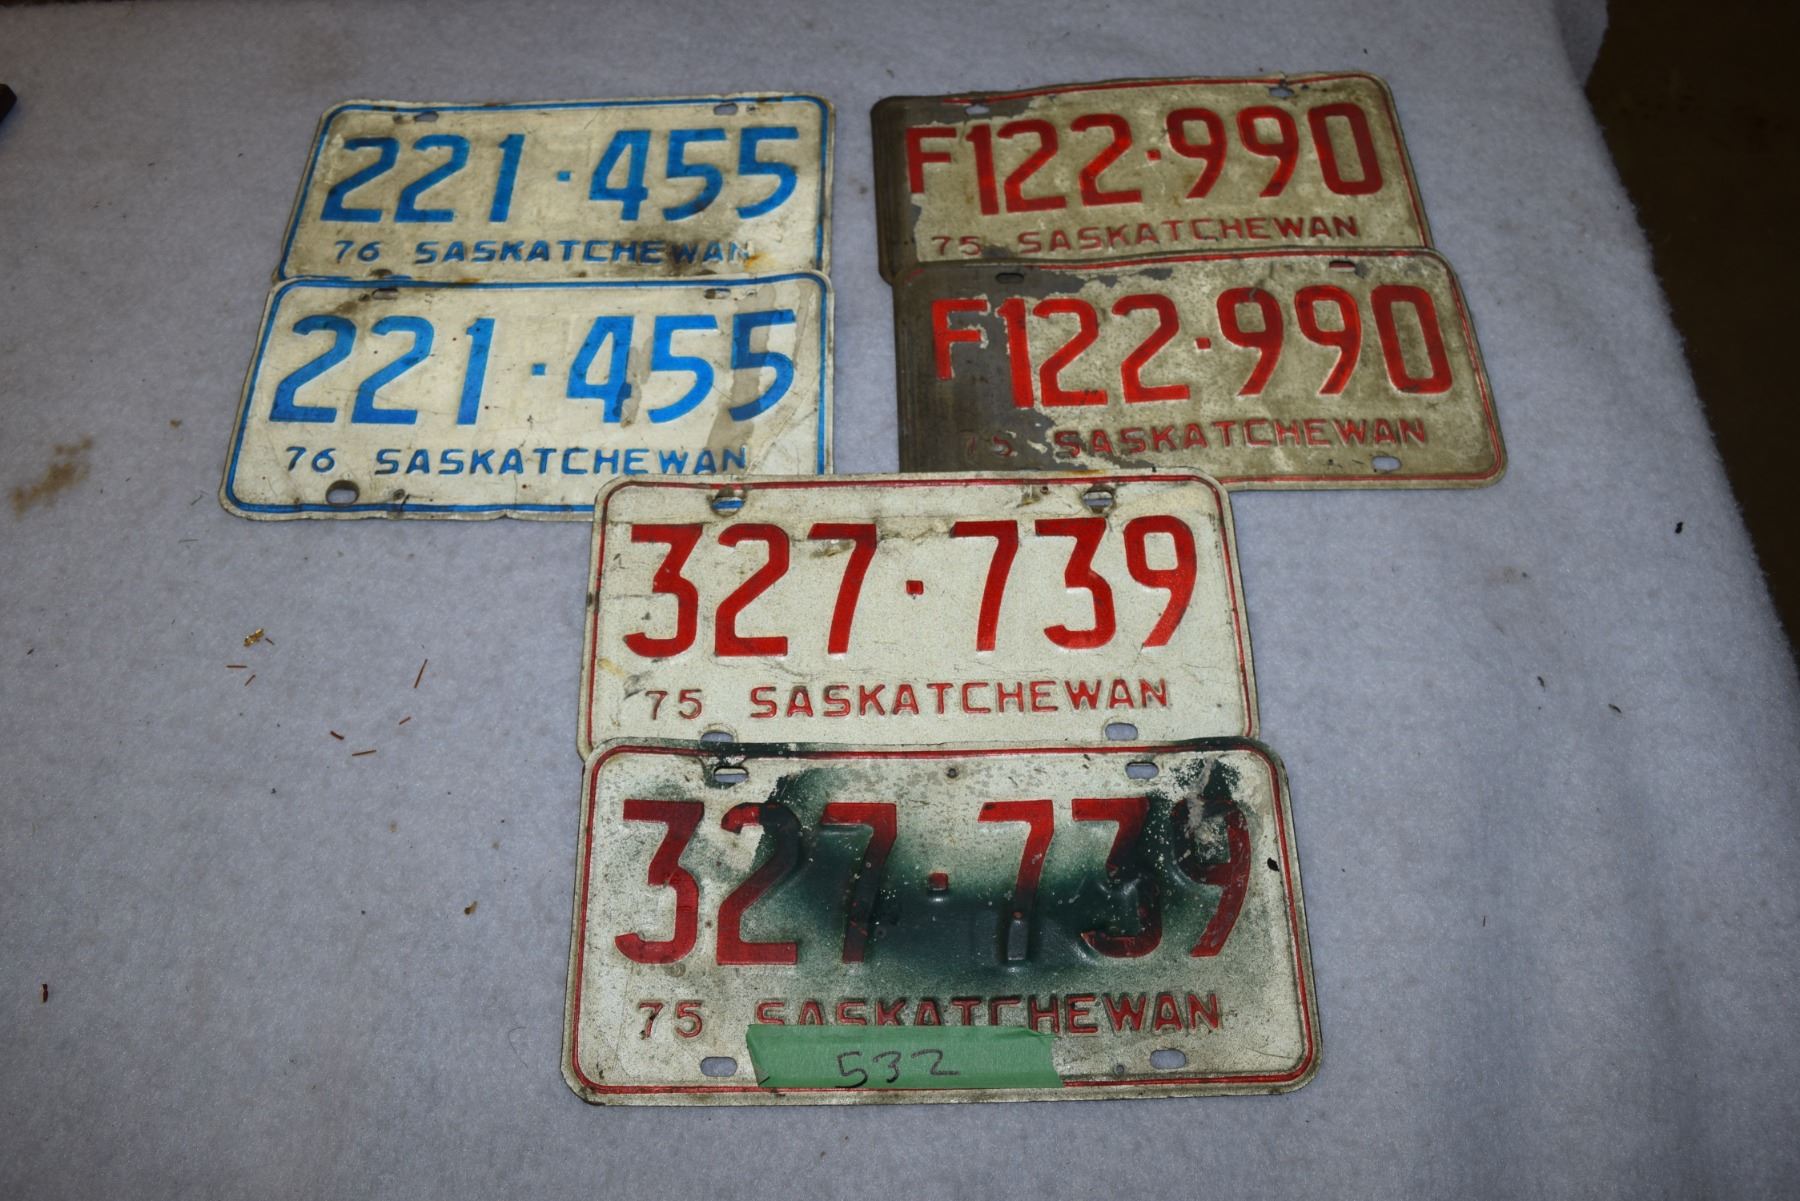 221·455
76 SASKATCHEWAN
221·455
76 SASKATCHEWAN
F122·990
75 SASKATCHEWAN
F122·990
75 SASKATCHEWAN
327·739
75 SASKATCHEWAN
327·739
75 SASKATCHEWAN
532